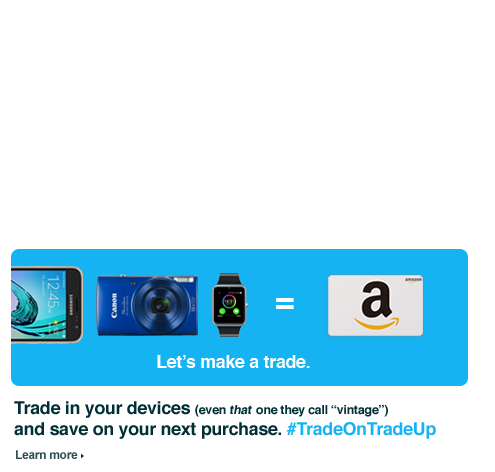 12:45
SAMSUNG
Canon
=
amazon
a
Let's make a trade.
Trade in your devices (even that one they call “vintage”)
and save on your next purchase. #TradeOnTradeUp
Learn more ▸